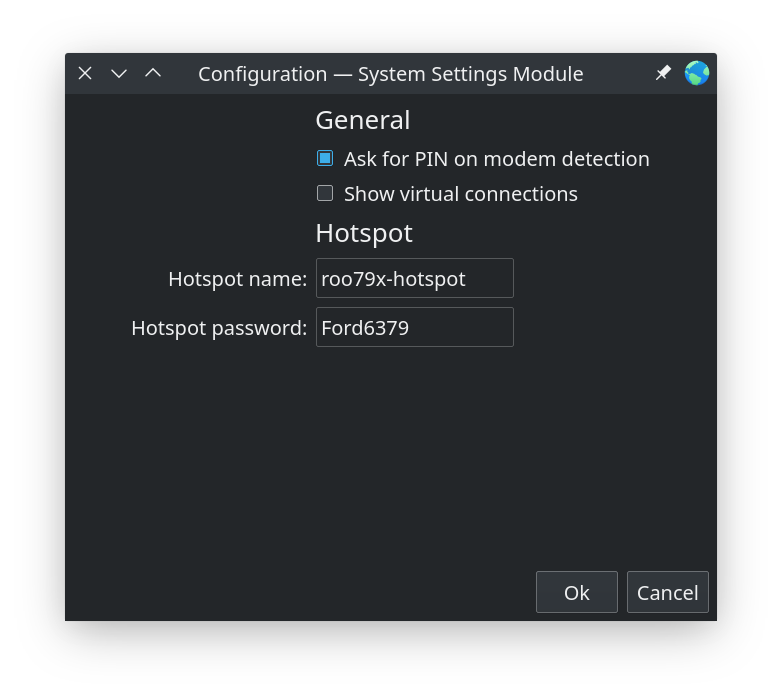 Configuration — System Settings Module
General
Ask for PIN on modem detection
Show virtual connections
Hotspot
Hotspot name: roo79x-hotspot
Hotspot password: Ford6379
Ok Cancel